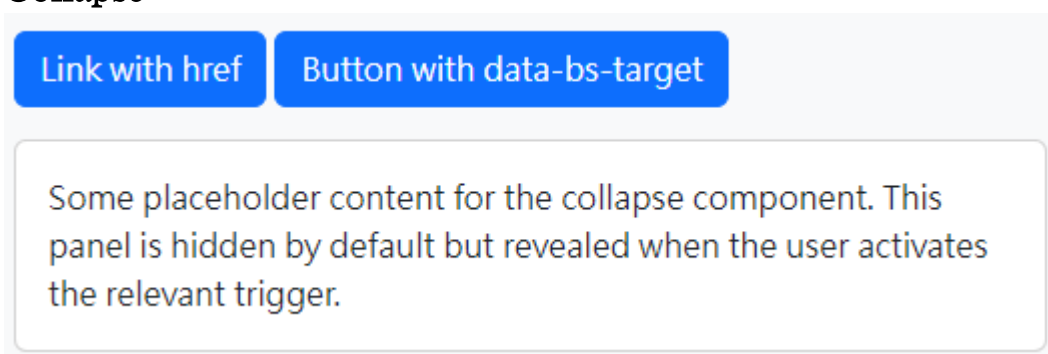 Collapse
Link with href
Button with data-bs-target
Some placeholder content for the collapse component. This
panel is hidden by default but revealed when the user activates
the relevant trigger.